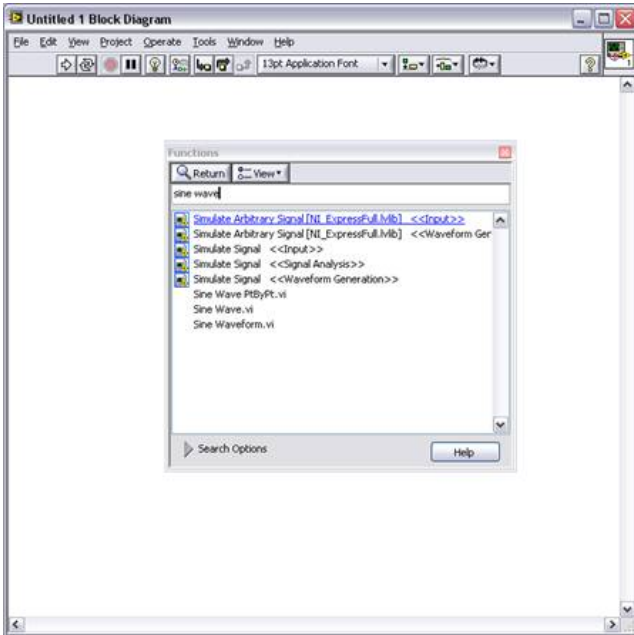 Untitled 1 Block Diagram
File Edit View Project Operate Tools Window Help
13pt Application Font
1
Functions
Return View
sine wave
Simulate Arbitrary Signal [NI_ExpressFull.lvlib] <<Input>>
Simulate Arbitrary Signal [NI_ExpressFull.lvlib] <<Waveform Ger
Simulate Signal <<Input>>
Simulate Signal <<Signal Analysis>>
Simulate Signal <<Waveform Generation>>
Sine Wave PtByPt.vi
Sine Wave.vi
Sine Waveform.vi
Search Options
Help